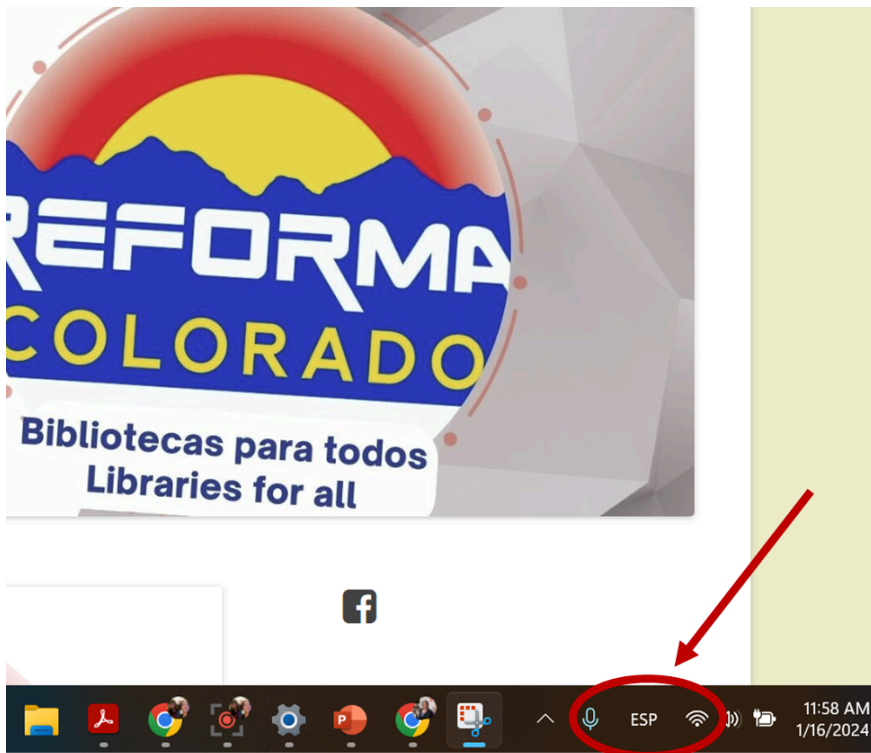 REFORMA
COLORADO
Bibliotecas para todos
Libraries for all
ESP
11:58 AM
1/16/2024